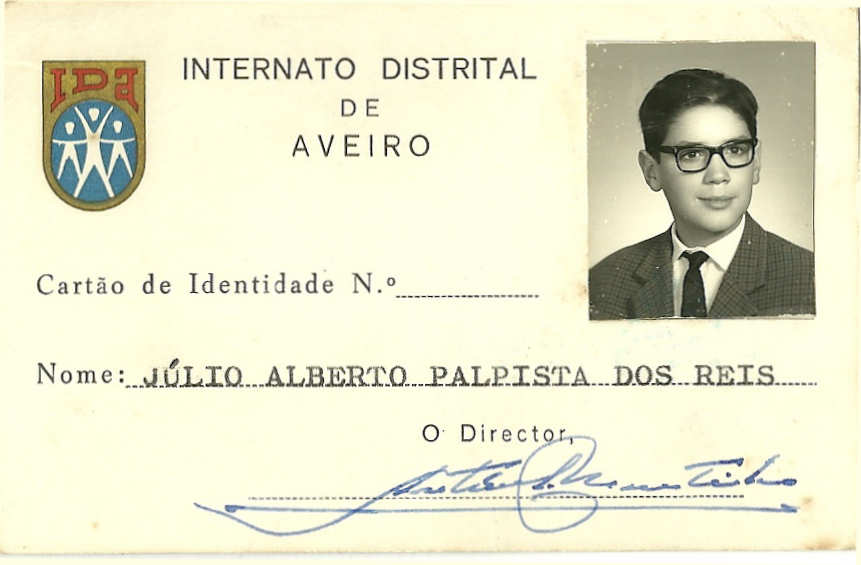 IDA
INTERNATO DISTRITAL
DE
AVEIRO
Cartão de Identidade N.º
Nome: JÚLIO ALBERTO PALPISTA DOS REIS
O Director,